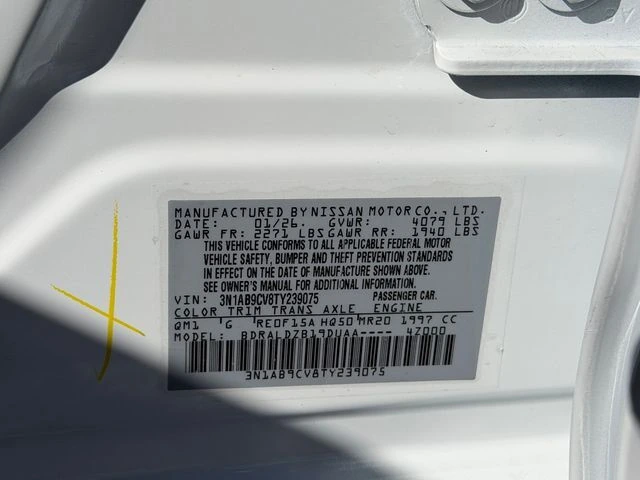 MANUFACTURED BY NISSAN MOTOR CO., LTD.
DATE: 01/26. GVWR: 4079 LBS
GAWR FR: 2271 LBS GAWR RR: 1940 LBS
THIS VEHICLE CONFORMS TO ALL APPLICABLE FEDERAL MOTOR
VEHICLE SAFETY, BUMPER AND THEFT PREVENTION STANDARDS
IN EFFECT ON THE DATE OF MANUFACTURE SHOWN ABOVE.
SEE OWNER'S MANUAL FOR ADDITIONAL INFORMATION
VIN: 3N1AB9CV8TY239075 PASSENGER CAR.
COLOR TRIM TRANS AXLE ENGINE
QM1 'G RE0F15A HQ50 MR20 1997 CC
MODEL: BDRALDZB19DUAA---- 4Z000
3N1AB9CV8TY239075